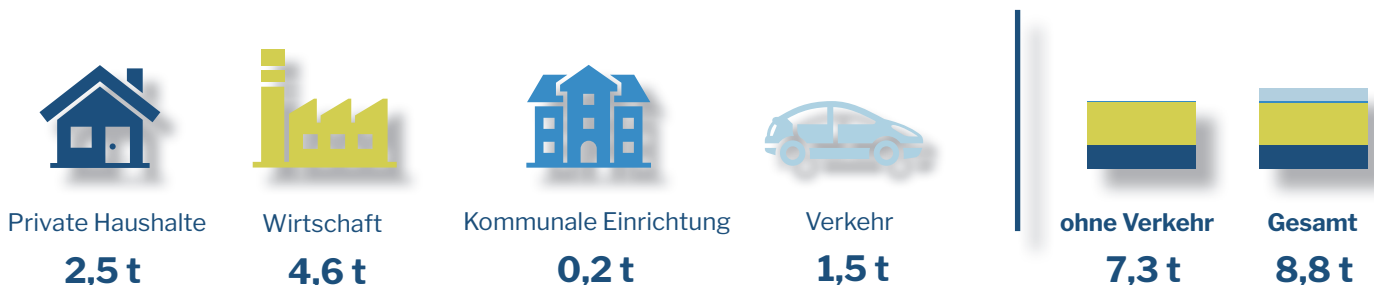 Private Haushalte
2,5 t
Wirtschaft
4,6 t
Kommunale Einrichtung
0,2 t
Verkehr
1,5 t
ohne Verkehr
7,3 t
Gesamt
8,8 t